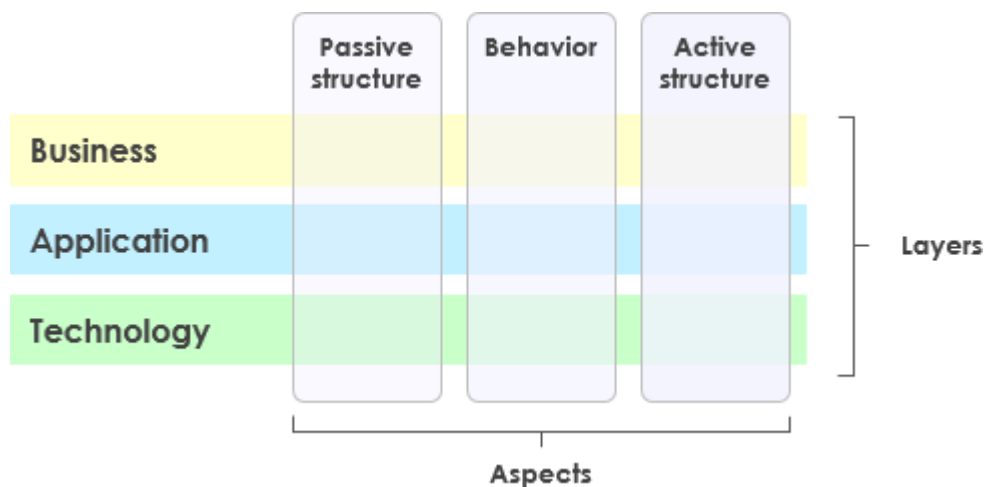 Passive
structure
Behavior
Active
structure
Business
Application
Technology
Layers
Aspects